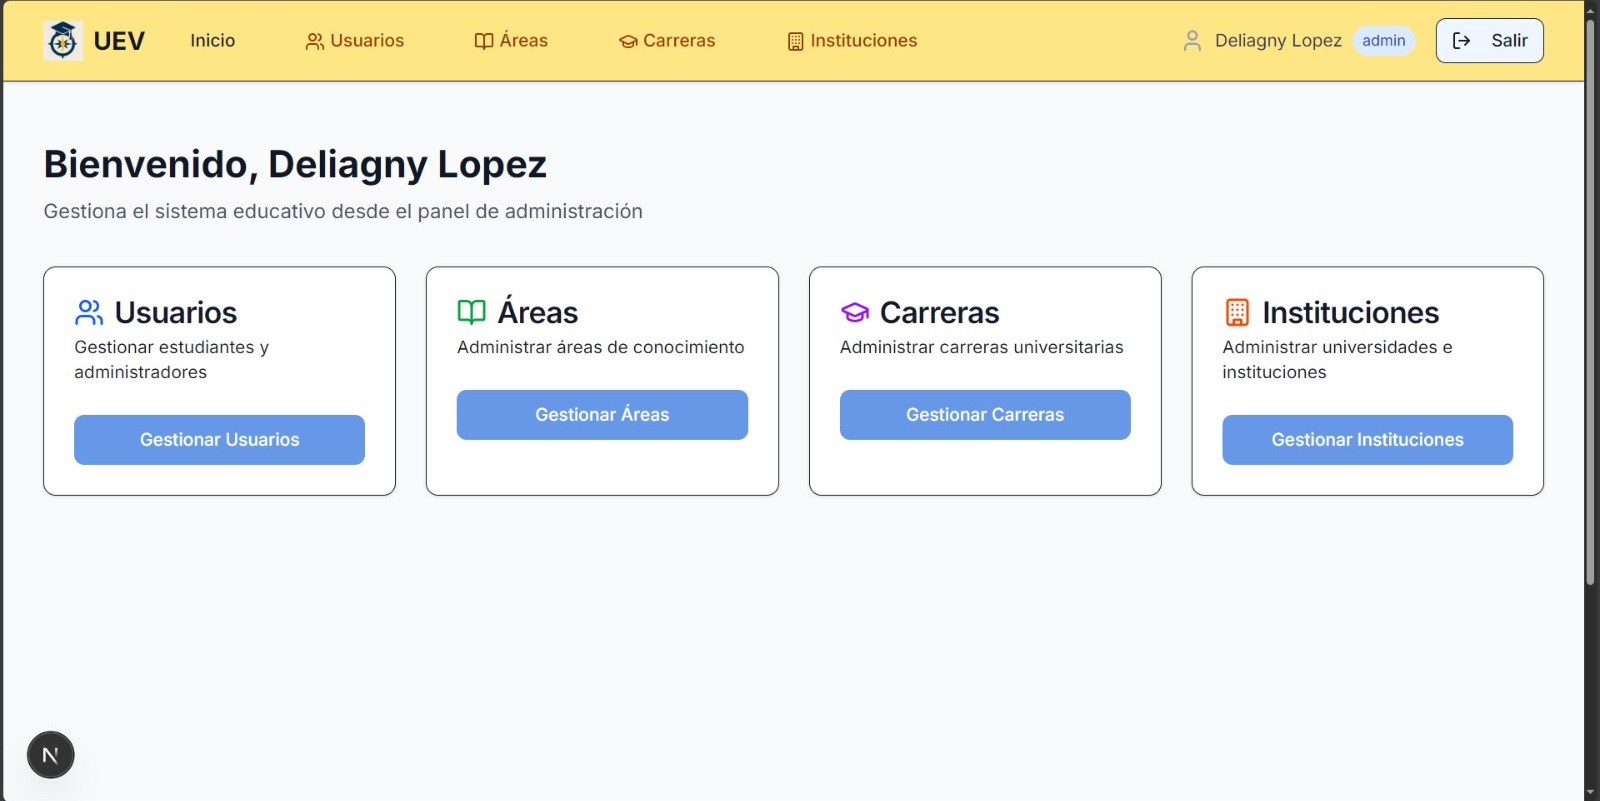 UEV
Inicio
Usuarios
Áreas
Carreras
Instituciones
Deliagny Lopez
admin
Salir
Bienvenido, Deliagny Lopez
Gestiona el sistema educativo desde el panel de administración
Usuarios
Gestionar estudiantes y
administradores
Gestionar Usuarios
Áreas
Administrar áreas de conocimiento
Gestionar Áreas
Carreras
Administrar carreras universitarias
Gestionar Carreras
Instituciones
Administrar universidades e
instituciones
Gestionar Instituciones
N